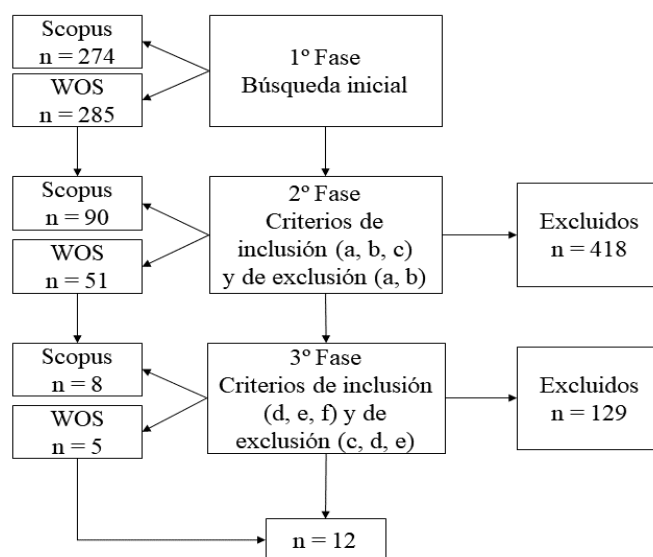 Scopus
n = 274
WOS
n = 285
1º Fase
Búsqueda inicial
Scopus
n = 90
WOS
n = 51
2º Fase
Criterios de
inclusión (a, b, c)
y de exclusión (a, b)
Excluidos
n = 418
Scopus
n = 8
WOS
n = 5
3º Fase
Criterios de inclusión
(d, e, f) y de
exclusión (c, d, e)
Excluidos
n = 129
n = 12